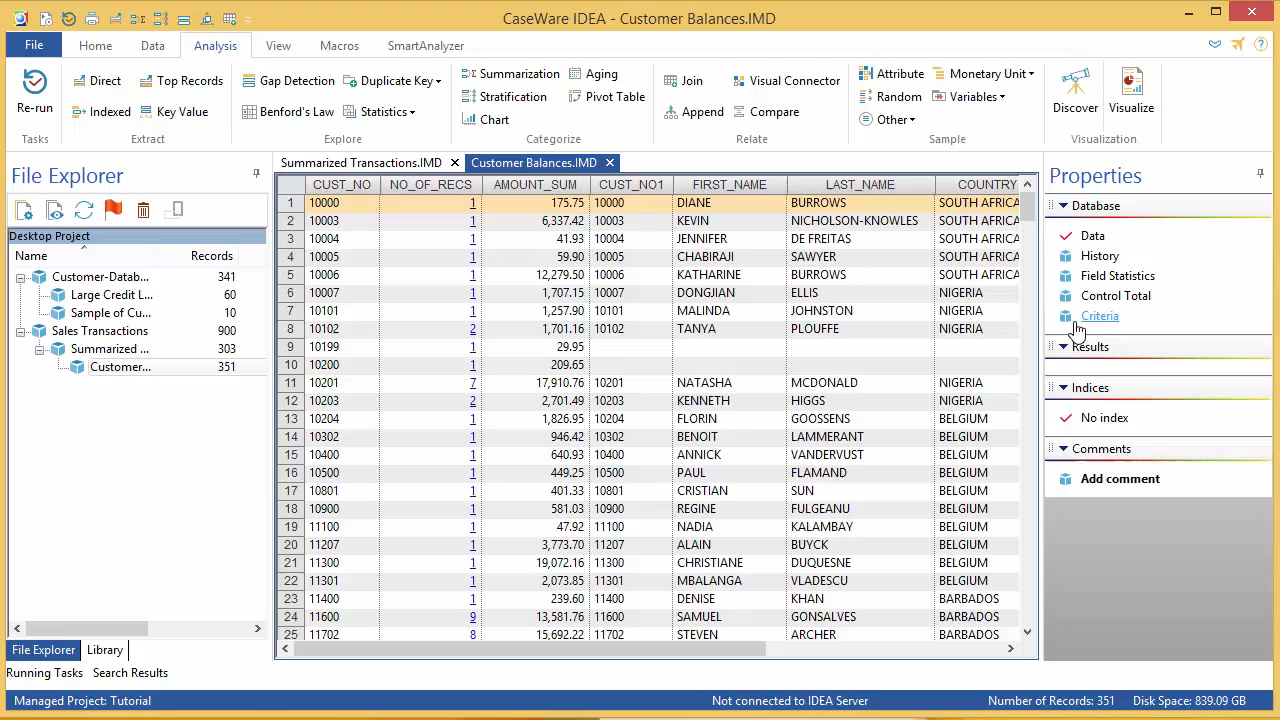 CaseWare IDEA - Customer Balances.IMD
File Home Data Analysis View Macros SmartAnalyzer
Re-run
Tasks
Direct Top Records
Indexed Key Value
Extract
Gap Detection Duplicate Key
Benford's Law Statistics
Explore
Summarization Aging
Stratification Pivot Table
Chart
Categorize
Join Visual Connector
Append Compare
Relate
Attribute Monetary Unit
Random Variables
Other
Sample
Discover Visualize
Visualization
File Explorer
Desktop Project
Name Records
Customer-Datab... 341
Large Credit L... 60
Sample of Cu... 10
Sales Transactions 900
Summarized ... 303
Customer... 351
File Explorer Library
Running Tasks Search Results
Summarized Transactions.IMD Customer Balances.IMD
CUST_NO NO_OF_RECS AMOUNT_SUM CUST_NO1 FIRST_NAME LAST_NAME COUNTRY
1 10000 1 175.75 10000 DIANE BURROWS SOUTH AFRICA
2 10003 1 6,337.42 10003 KEVIN NICHOLSON-KNOWLES SOUTH AFRICA
3 10004 1 41.93 10004 JENNIFER DE FREITAS SOUTH AFRICA
4 10005 1 59.90 10005 CHABIRAJI SAWYER SOUTH AFRICA
5 10006 1 12,279.50 10006 KATHARINE BURROWS SOUTH AFRICA
6 10007 1 1,707.15 10007 DONGJIAN ELLIS NIGERIA
7 10101 1 1,257.90 10101 MALINDA JOHNSTON NIGERIA
8 10102 2 1,701.16 10102 TANYA PLOUFFE NIGERIA
9 10199 1 29.95
10 10200 1 209.65
11 10201 7 17,910.76 10201 NATASHA MCDONALD NIGERIA
12 10203 2 2,701.49 10203 KENNETH HIGGS NIGERIA
13 10204 1 1,826.95 10204 FLORIN GOOSSENS BELGIUM
14 10302 1 946.42 10302 BENOIT LAMMERANT BELGIUM
15 10400 1 640.93 10400 ANNICK VANDERVUST BELGIUM
16 10500 1 449.25 10500 PAUL FLAMAND BELGIUM
17 10801 1 401.33 10801 CRISTIAN SUN BELGIUM
18 10900 1 581.03 10900 REGINE FULGEANU BELGIUM
19 11100 1 47.92 11100 NADIA KALAMBAY BELGIUM
20 11207 1 3,773.70 11207 ALAIN BUYCK BELGIUM
21 11300 1 19,072.16 11300 CHRISTIANE DUQUESNE BELGIUM
22 11301 1 2,073.85 11301 MBALANGA VLADESCU BELGIUM
23 11400 1 239.60 11400 DENISE KHAN BARBADOS
24 11600 9 13,581.76 11600 SAMUEL GONSALVES BARBADOS
25 11702 8 15,692.22 11702 STEVEN ARCHER BARBADOS
Properties
Database
Data
History
Field Statistics
Control Total
Criteria
Results
Indices
No index
Comments
Add comment
Managed Project: Tutorial Not connected to IDEA Server Number of Records: 351 Disk Space: 839.09 GB